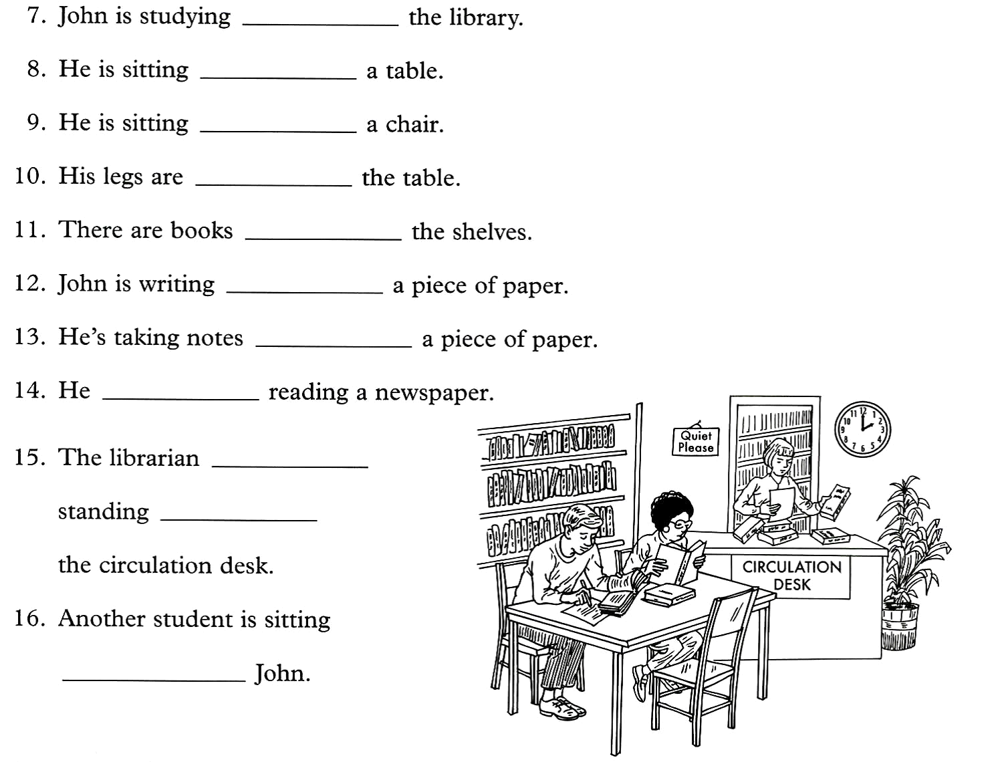 7. John is studying ____________ the library.
8. He is sitting ____________ a table.
9. He is sitting ____________ a chair.
10. His legs are ____________ the table.
11. There are books ____________ the shelves.
12. John is writing ____________ a piece of paper.
13. He's taking notes ____________ a piece of paper.
14. He ____________ reading a newspaper.
15. The librarian ____________
standing ____________
the circulation desk.
16. Another student is sitting
____________ John.
Quiet
Please
11 12 1
10 2
9 3
8 4
7 6 5
CIRCULATION
DESK